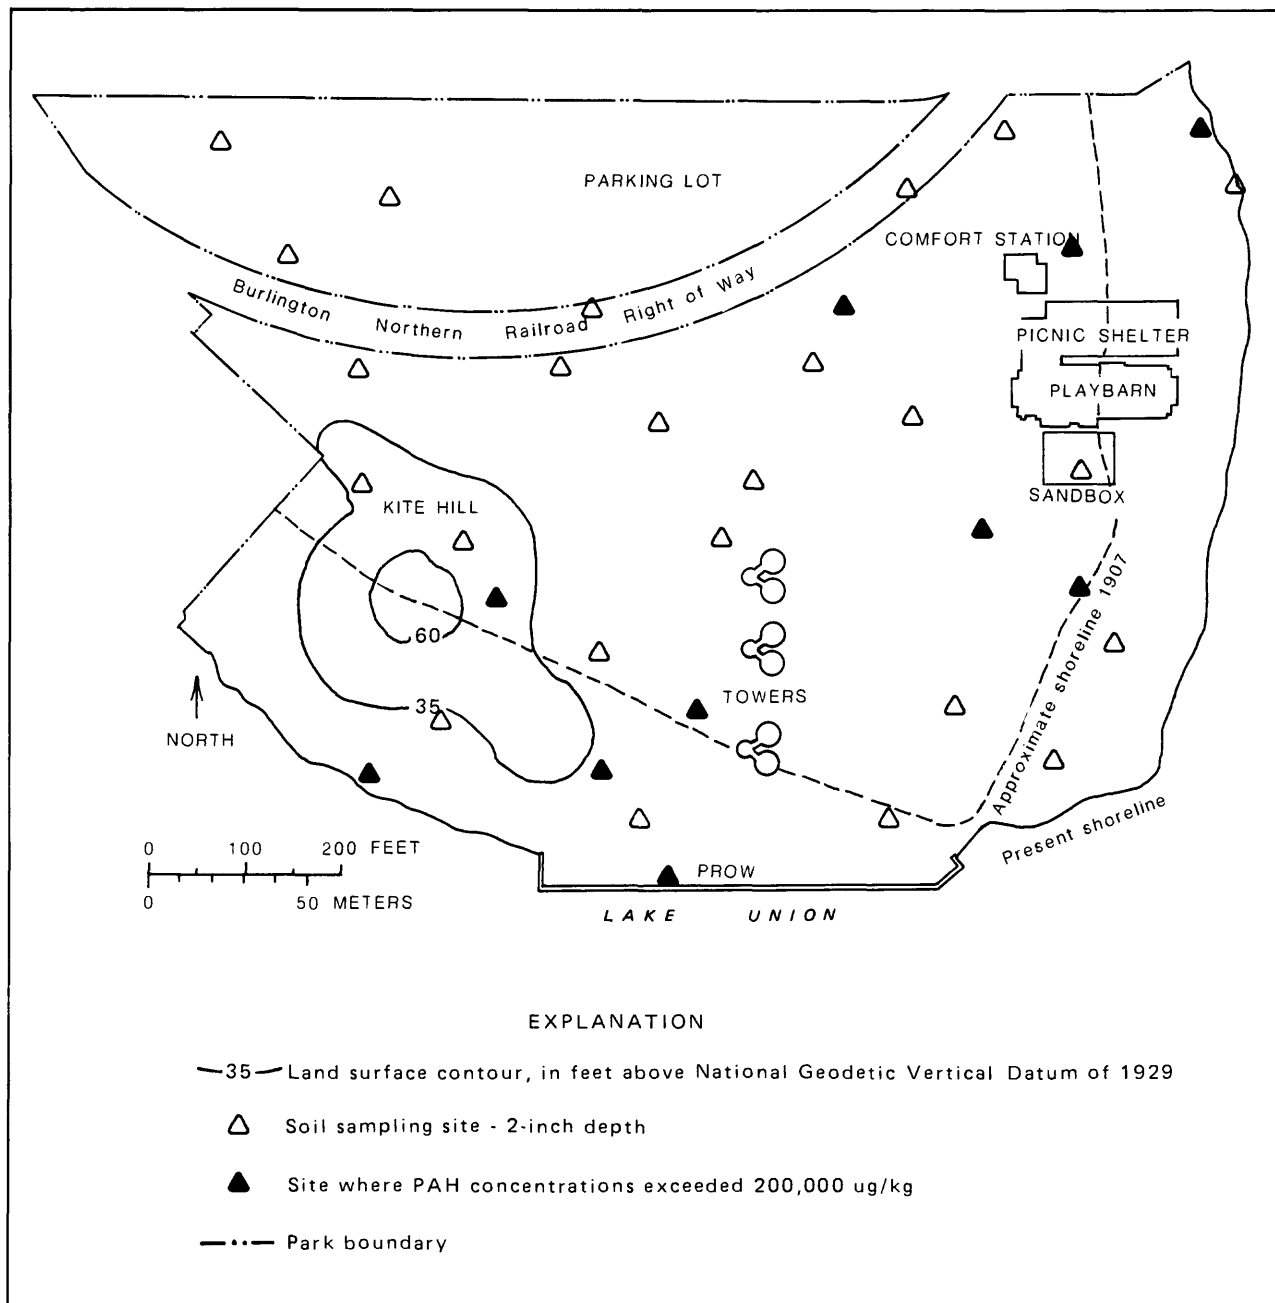 PARKING LOT
COMFORT STATION
Burlington Northern Railroad Right of Way
PICNIC SHELTER
PLAYBARN
SANDBOX
KITE HILL
60
35
TOWERS
NORTH
Approximate shoreline 1907
Present shoreline
0 100 200 FEET
0 50 METERS
PROW
LAKE UNION
EXPLANATION
35 Land surface contour, in feet above National Geodetic Vertical Datum of 1929
Soil sampling site - 2-inch depth
Site where PAH concentrations exceeded 200,000 ug/kg
Park boundary